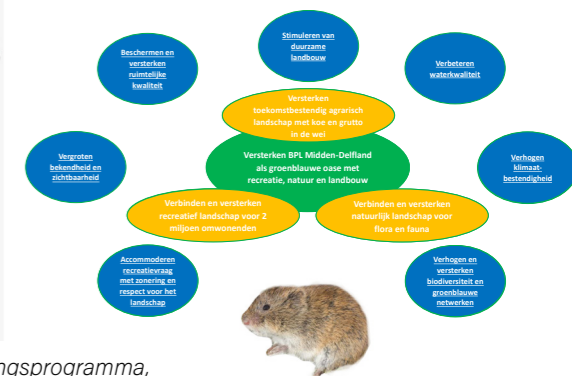 Stimuleren van
duurzame
landbouw
Beschermen en
versterken
ruimtelijke
kwaliteit
Verbeteren
waterkwaliteit
Versterken
toekomstbestendig agrarisch
landschap met koe en grutto
in de wei
Vergroten
bekendheid en
zichtbaarheid
Versterken BPL Midden-Delfland
als groenblauwe oase met
recreatie, natuur en landbouw
Verhogen
klimaat-
bestendigheid
Verbinden en versterken
recreatief landschap voor 2
miljoen omwonenden
Verbinden en versterken
natuurlijk landschap voor
flora en fauna
Accommoderen
recreatievraag
met zonering en
respect voor het
landschap
Verhogen en
versterken
biodiversiteit en
groenblauwe
netwerken
ngsprogramma,